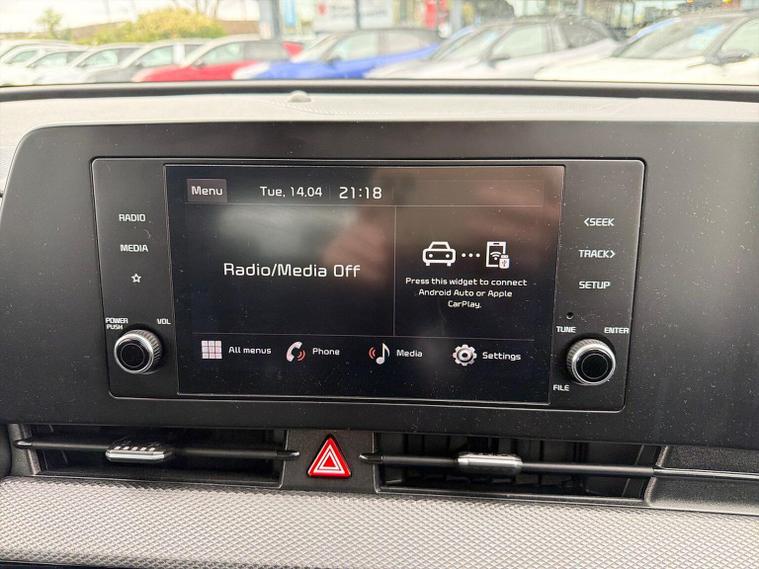 Menu
Tue, 14.04 21:18
RADIO
MEDIA
☆
POWER
PUSH
VOL
Radio/Media Off
Press this widget to connect
Android Auto or Apple
CarPlay.
All menus
Phone
Media
Settings
<SEEK
TRACK>
SETUP
TUNE
ENTER
FILE